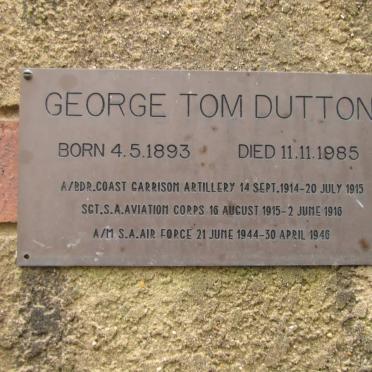 GEORGE TOM DUTTON
BORN 4.5.1893 DIED 11.11.1985
A/BDR.COAST GARRISON ARTILLERY 14 SEPT.1914-20 JULY 1915
SGT.S.A.AVIATION CORPS 16 AUGUST 1915-2 JUNE 1916
A/M S.A.AIR FORCE 21 JUNE 1944-30 APRIL 1946